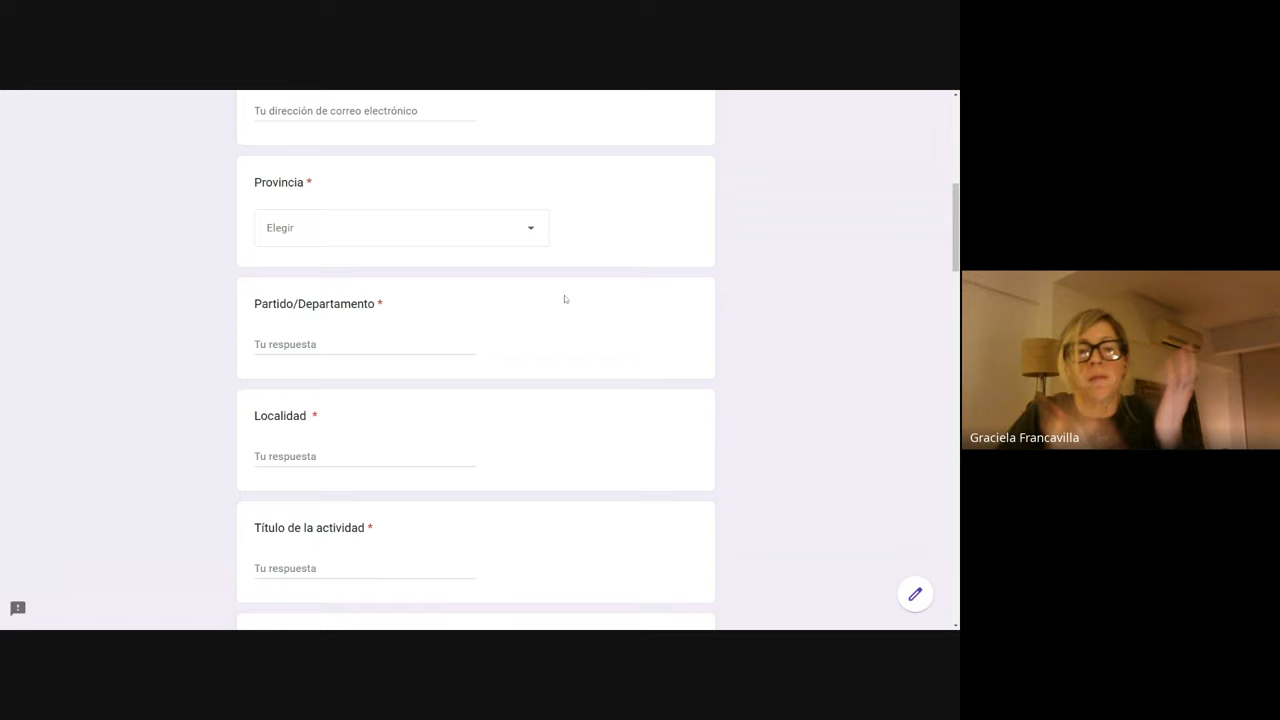 Tu dirección de correo electrónico
Provincia *
Elegir
Partido/Departamento *
Tu respuesta
Localidad *
Tu respuesta
Título de la actividad *
Tu respuesta
Graciela Francavilla